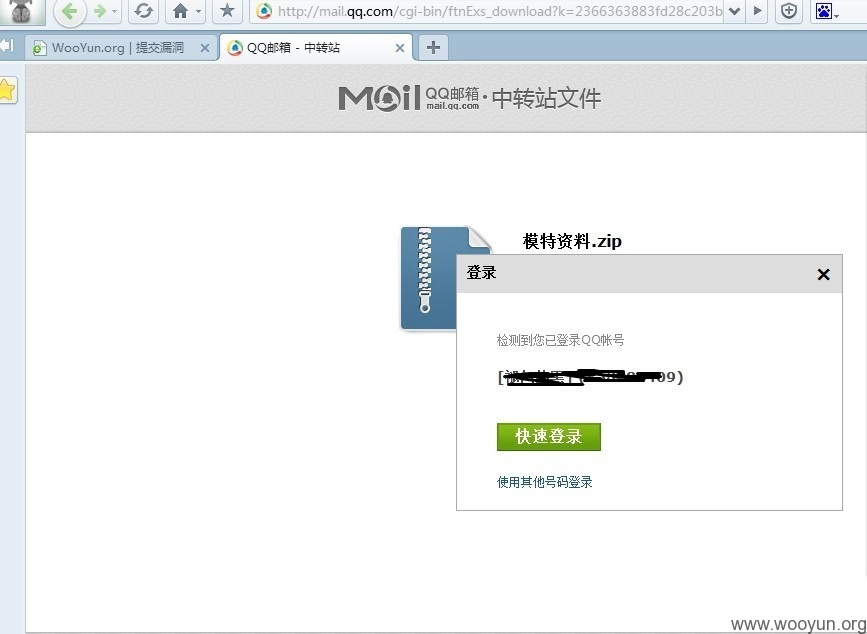 http://mail.qq.com/cgi-bin/ftnExs_download?k=2366363883fd28c203b
WooYun.org | 提交漏洞
QQ邮箱 - 中转站
Mail QQ邮箱 mail.qq.com · 中转站文件
模特资料.zip
登录
检测到您已登录QQ帐号
09)
快速登录
使用其他号码登录
www.wooyun.org